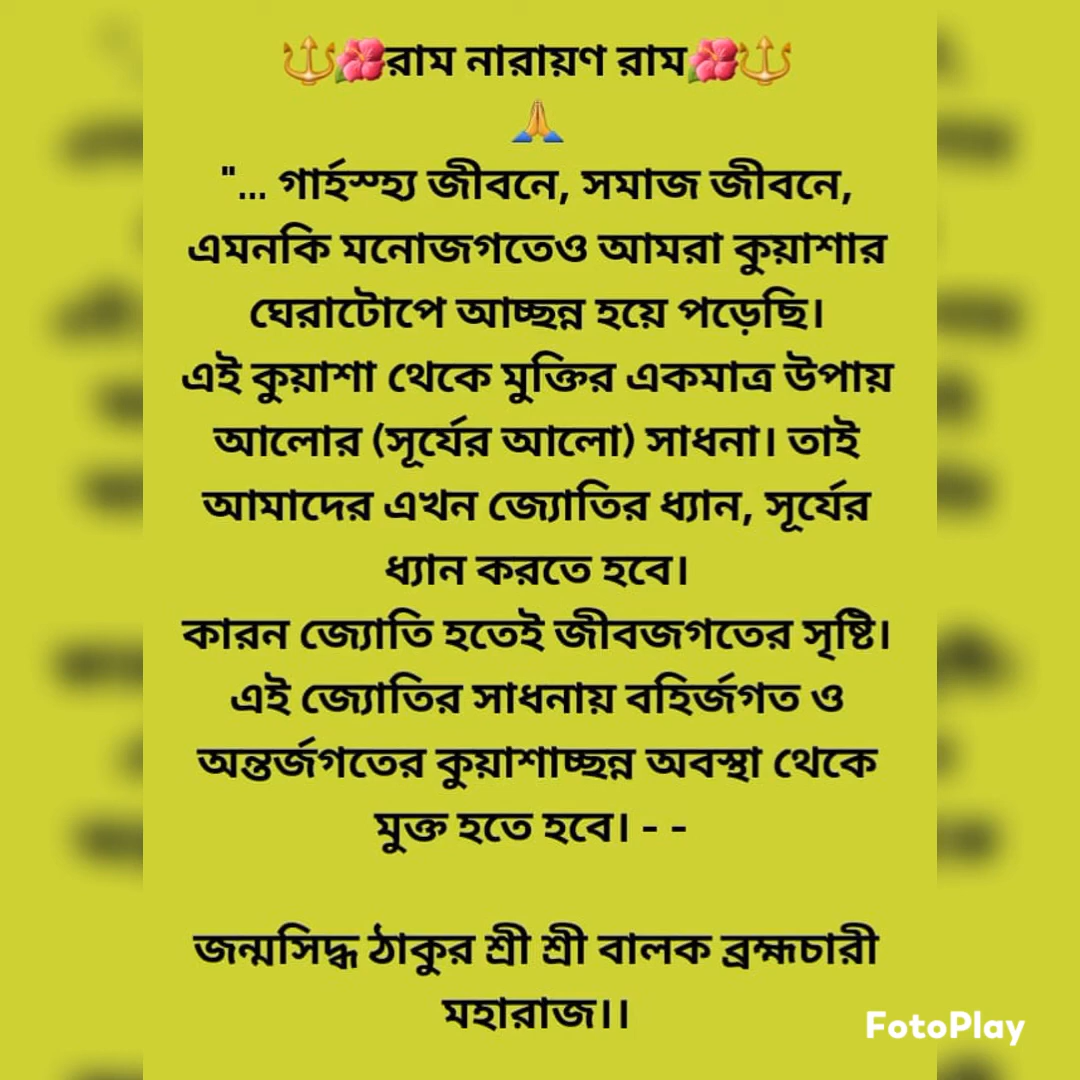 🔱🌺রাম নারায়ণ রাম🌺🔱
🙏
"... গার্হস্হ্য জীবনে, সমাজ জীবনে,
এমনকি মনোজগতেও আমরা কুয়াশার
ঘেরাটোপে আচ্ছন্ন হয়ে পড়েছি।
এই কুয়াশা থেকে মুক্তির একমাত্র উপায়
আলোর (সূর্যের আলো) সাধনা। তাই
আমাদের এখন জ্যোতির ধ্যান, সূর্যের
ধ্যান করতে হবে।
কারন জ্যোতি হতেই জীবজগতের সৃষ্টি।
এই জ্যোতির সাধনায় বহির্জগত ও
অন্তর্জগতের কুয়াশাচ্ছন্ন অবস্থা থেকে
মুক্ত হতে হবে। - -
জন্মসিদ্ধ ঠাকুর শ্রী শ্রী বালক ব্রহ্মচারী
মহারাজ।।
FotoPlay